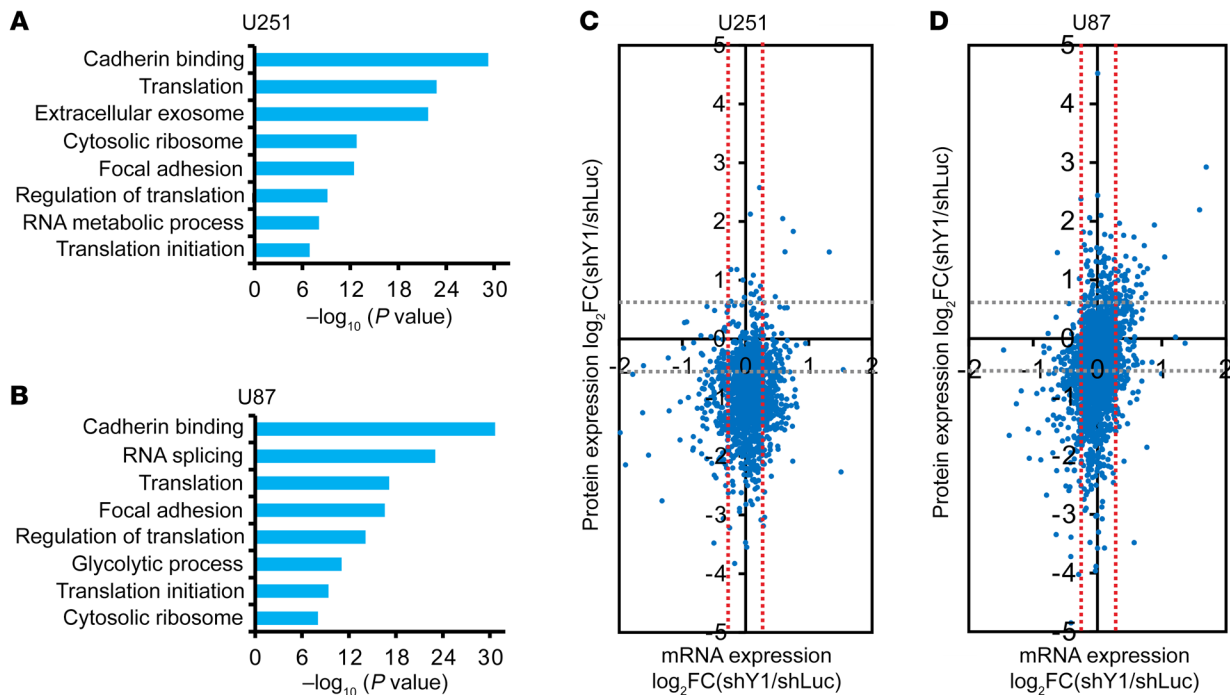 A
U251
Cadherin binding
Translation
Extracellular exosome
Cytosolic ribosome
Focal adhesion
Regulation of translation
RNA metabolic process
Translation initiation
0 6 12 18 24 30
–log10 (P value)
B
U87
Cadherin binding
RNA splicing
Translation
Focal adhesion
Regulation of translation
Glycolytic process
Translation initiation
Cytosolic ribosome
0 6 12 18 24 30
–log10 (P value)
C
U251
Protein expression log2FC(shY1/shLuc)
5
4
3
2
1
0
-2 -1 0 1 2
-1
-2
-3
-4
-5
mRNA expression
log2FC(shY1/shLuc)
D
U87
Protein expression log2FC(shY1/shLuc)
5
4
3
2
1
0
-2 -1 0 1 2
-1
-2
-3
-4
-5
mRNA expression
log2FC(shY1/shLuc)